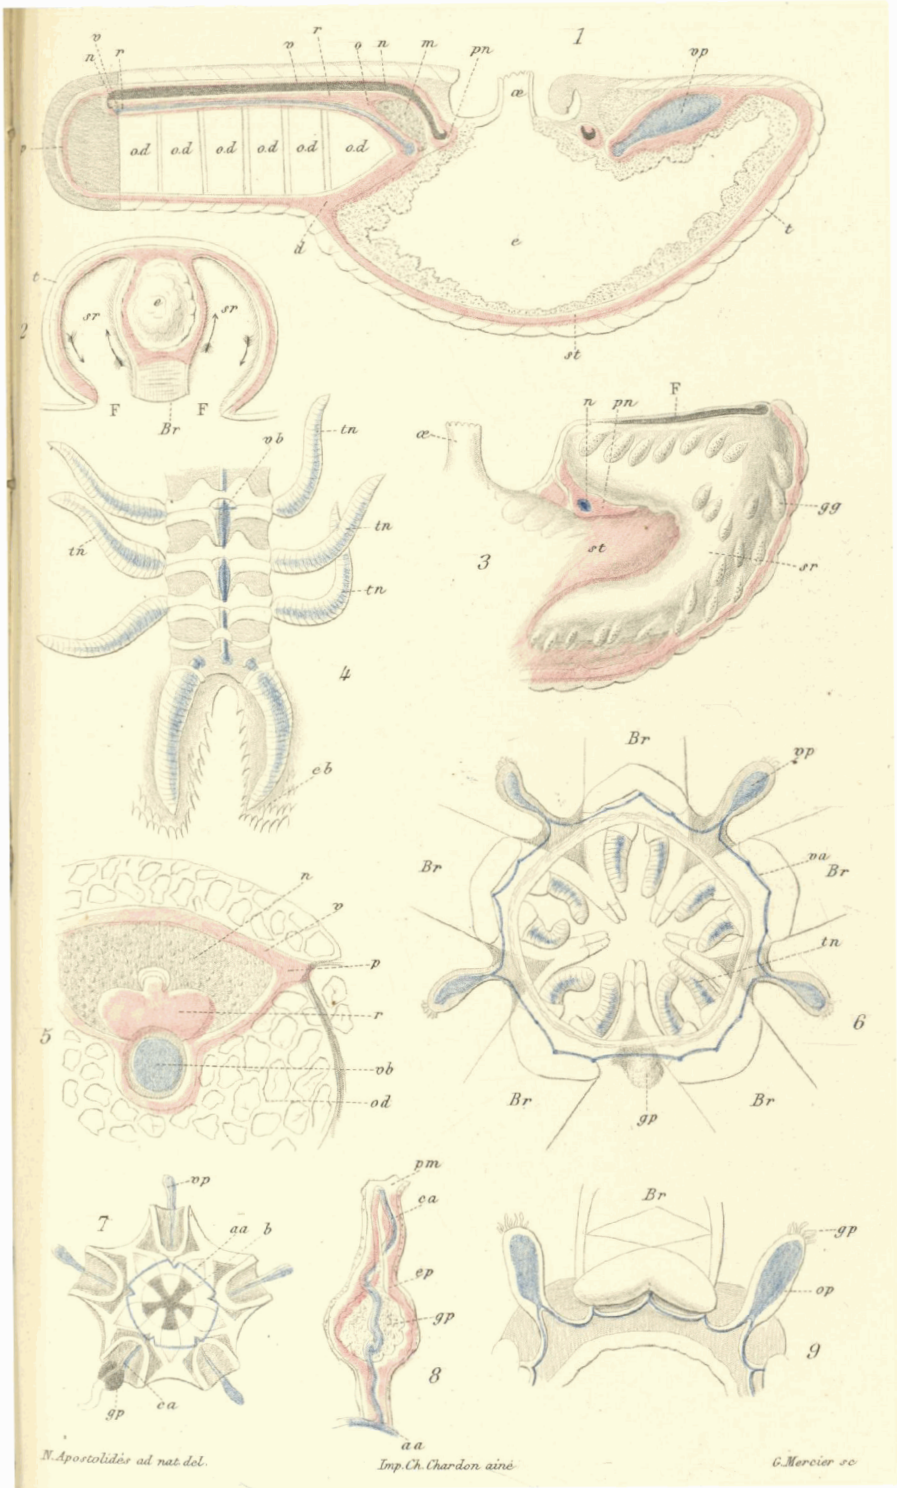 1
v n r v r o n m pn œ vp
p o.d o.d o.d o.d o.d o.d
d e t
st
2
t sr e sr
F F
Br
3
œ n pn F
gg
st sr
4
vb tn
tn tn
tn
cb
5
n
v
p
r
vb
od
6
Br
vp
va
Br Br
tn
Br Br
gp
7
vp
aa b
gp ca
8
pm
ca
ep
gp
aa
9
Br
gp
op
N. Apostolidès ad nat. del.
Imp. Ch. Chardon ainé
G. Mercier sc